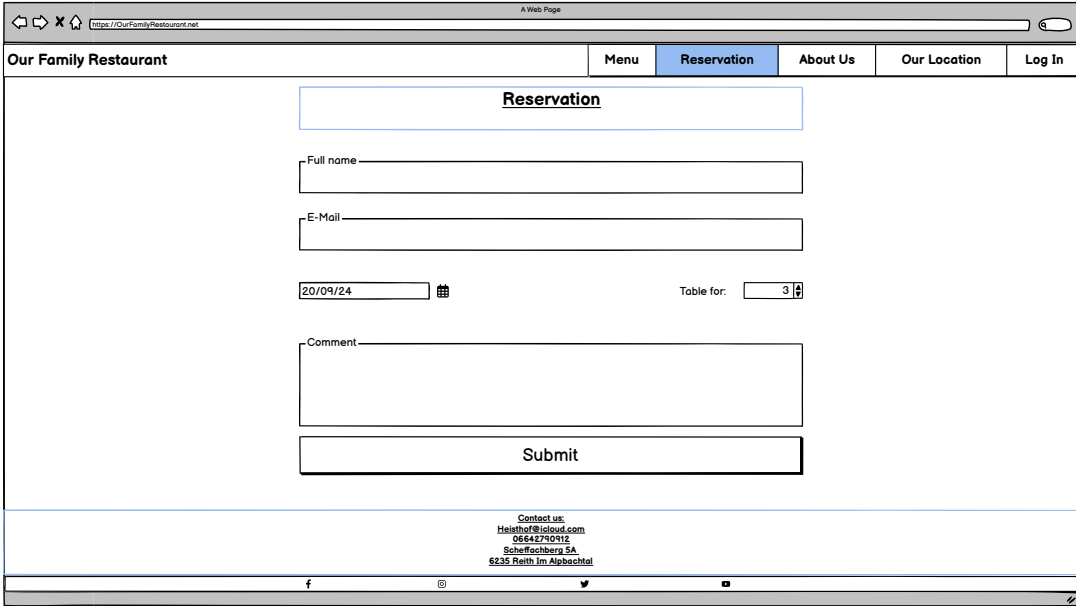 A Web Page
https://OurFamilyRestaurant.net
Our Family Restaurant Menu Reservation About Us Our Location Log In
Reservation
Full name
E-Mail
20/09/24 Table for: 3
Comment
Submit
Contact us:
Heisthof@icloud.com
06642790912
Scheffachberg 5A
6235 Reith Im Alpbachtal